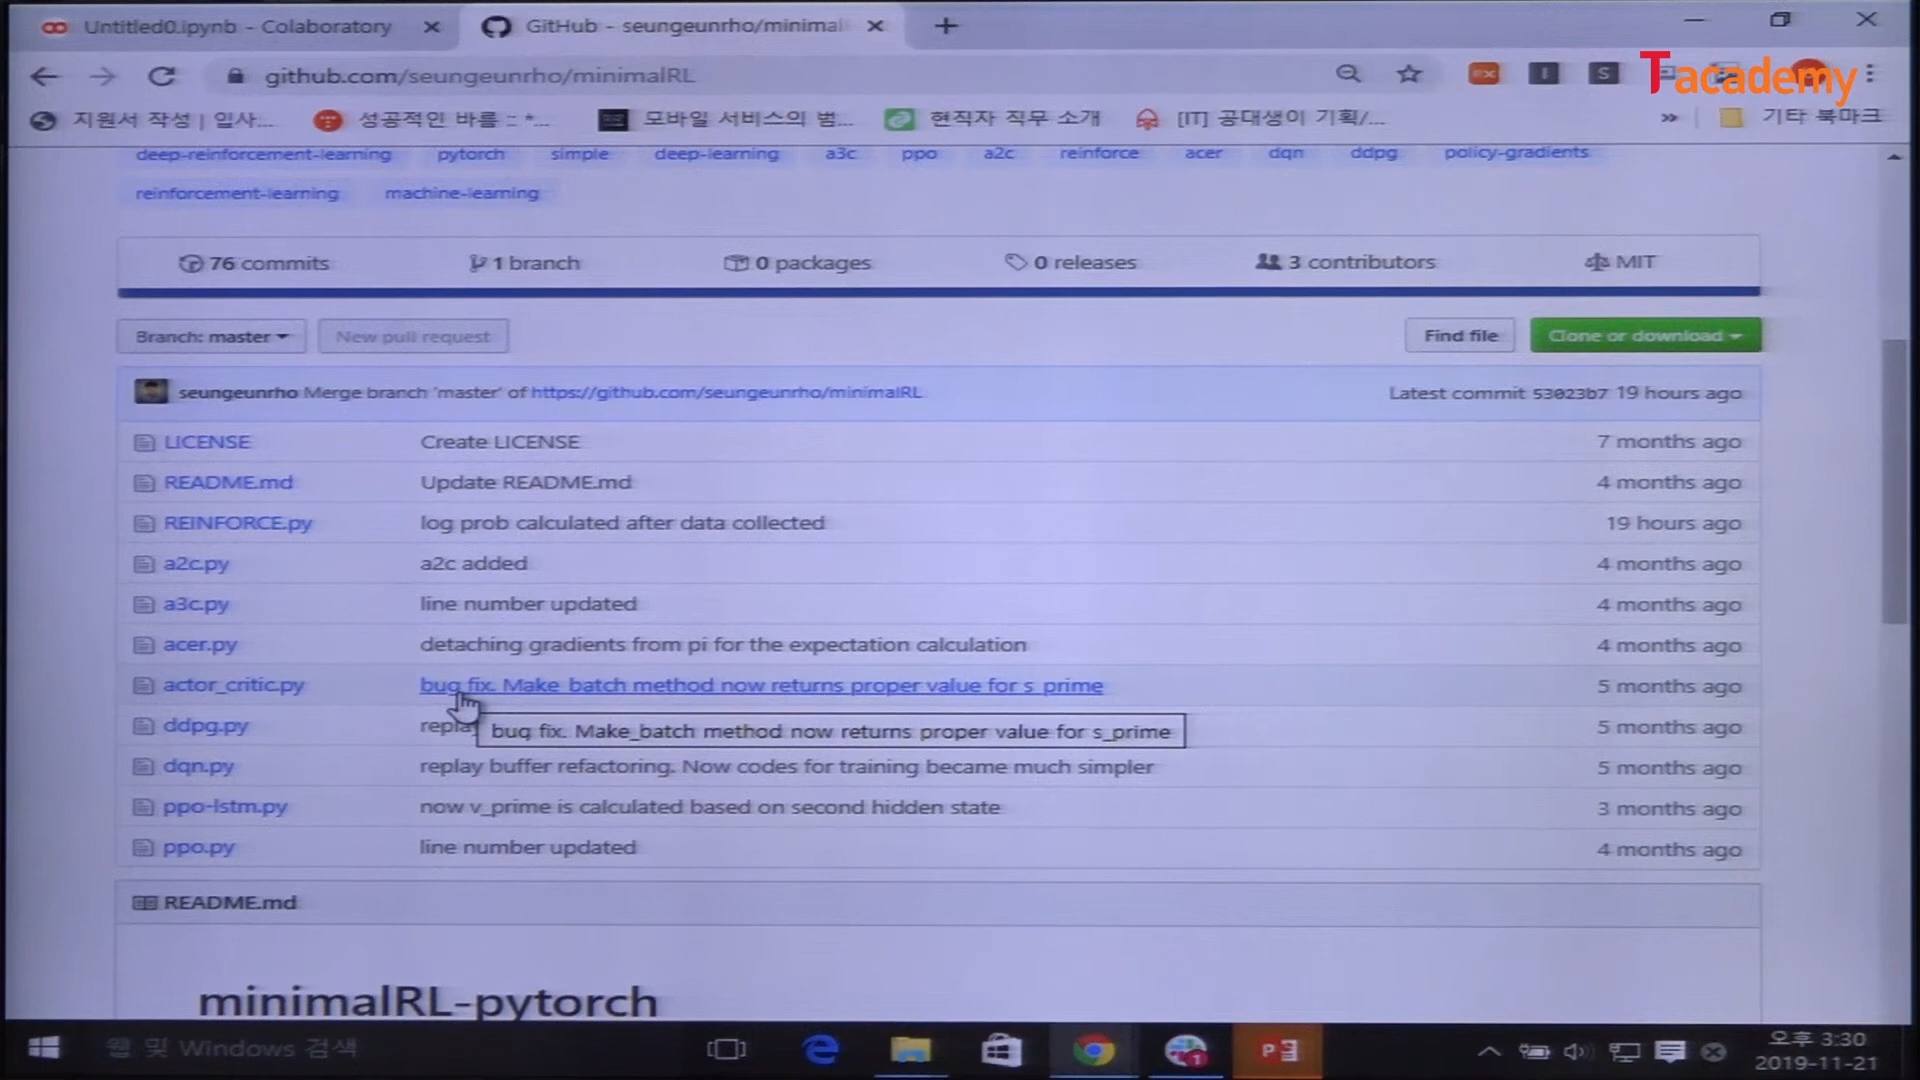 Untitled0.ipynb - Colaboratory
GitHub - seungeunrho/minimal
github.com/seungeunrho/minimalRL
Tacademy
지원서 작성 | 입사...
성공적인 바름 :: *...
모바일 서비스의 범...
현직자 직무 소개
[IT] 공대생이 기획/...
» 기타 북마크
deep-reinforcement-learning pytorch simple deep-learning a3c ppo a2c reinforce acer dqn ddpg policy-gradients
reinforcement-learning machine-learning
76 commits 1 branch 0 packages 0 releases 3 contributors MIT
Branch: master New pull request Find file Clone or download
seungeunrho Merge branch 'master' of https://github.com/seungeunrho/minimalRL Latest commit 53023b7 19 hours ago
LICENSE Create LICENSE 7 months ago
README.md Update README.md 4 months ago
REINFORCE.py log prob calculated after data collected 19 hours ago
a2c.py a2c added 4 months ago
a3c.py line number updated 4 months ago
acer.py detaching gradients from pi for the expectation calculation 4 months ago
actor_critic.py bug fix. Make_batch method now returns proper value for s_prime 5 months ago
ddpg.py replay 5 months ago
bug fix. Make_batch method now returns proper value for s_prime
dqn.py replay buffer refactoring. Now codes for training became much simpler 5 months ago
ppo-lstm.py now v_prime is calculated based on second hidden state 3 months ago
ppo.py line number updated 4 months ago
README.md
minimalRL-pytorch
웹 및 Windows 검색
오후 3:30
2019-11-21